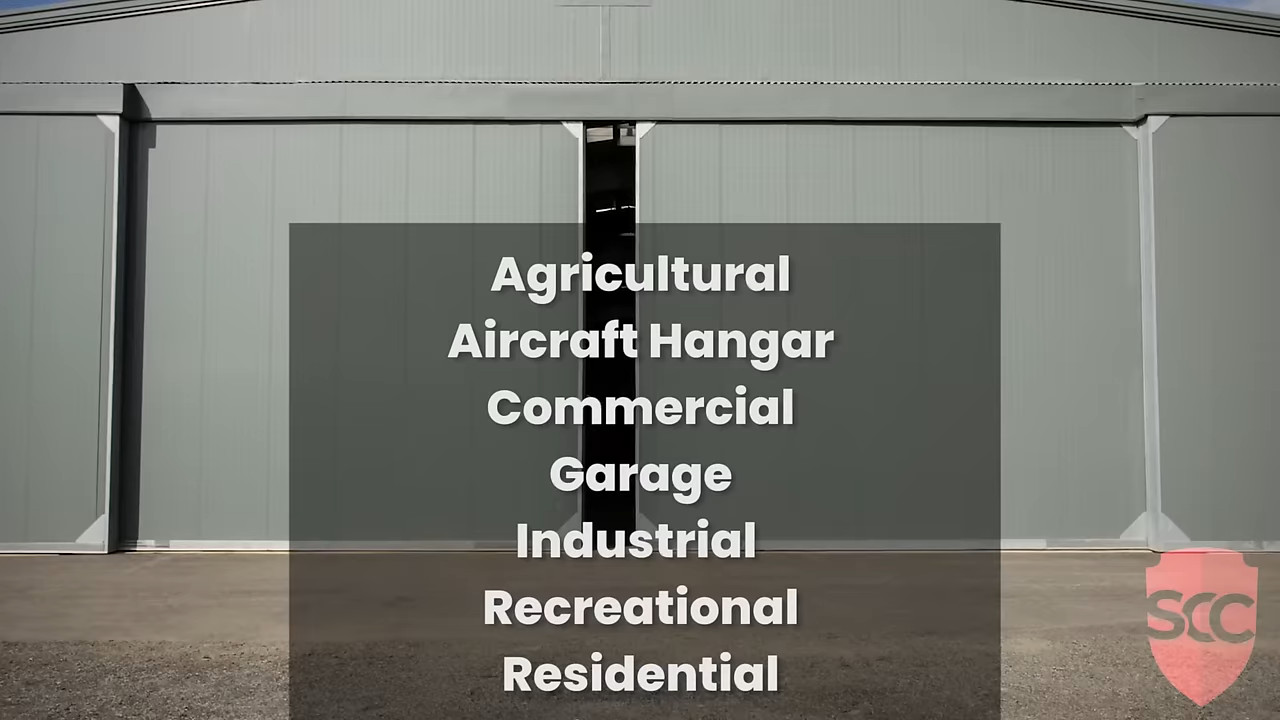 Agricultural
Aircraft Hangar
Commercial
Garage
Industrial
Recreational
Residential
SCC